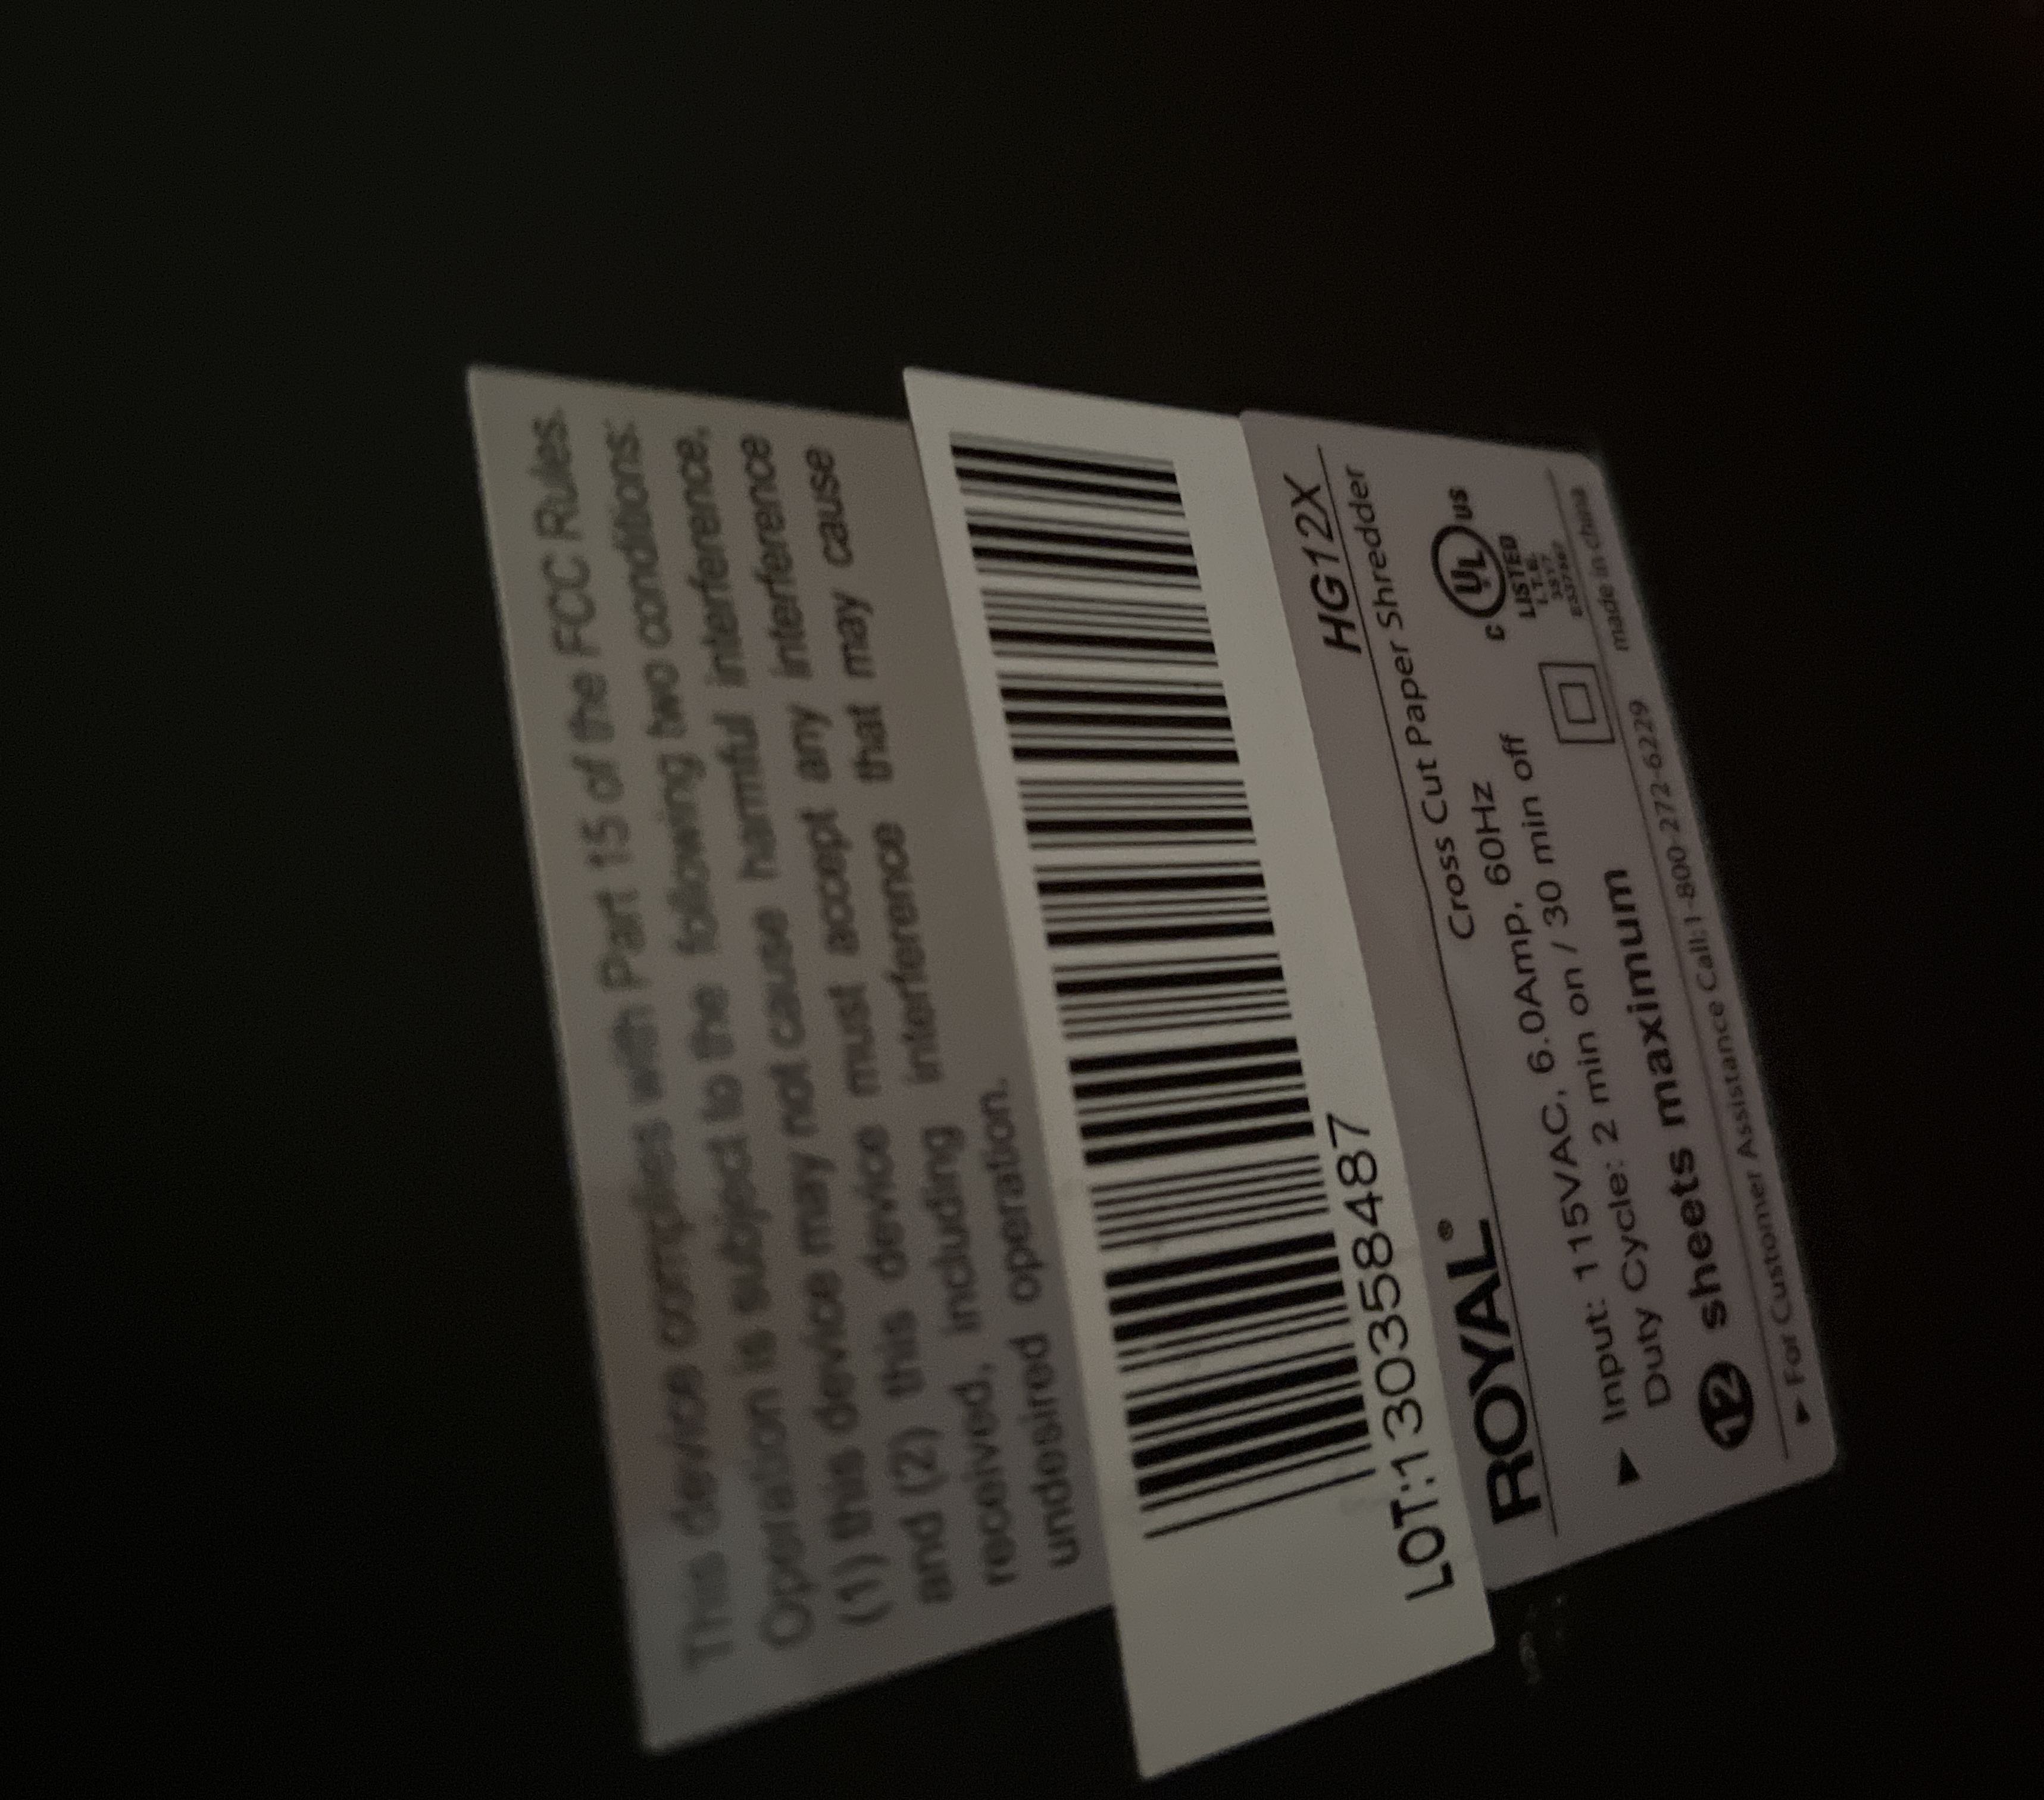 This device complies with Part 15 of the FCC Rules.
Operation is subject to the following two conditions:
(1) this device may not cause harmful interference,
and (2) this device must accept any interference
received, including interference that may cause
undesired operation.
LOT:130358487
ROYAL® HG12X
Cross Cut Paper Shredder
Input: 115VAC, 6.0Amp, 60Hz
Duty Cycle: 2 min on / 30 min off
12 sheets maximum
C UL US
LISTED
I.T.E.
For Customer Assistance Call:1-800-272-6229 made in china